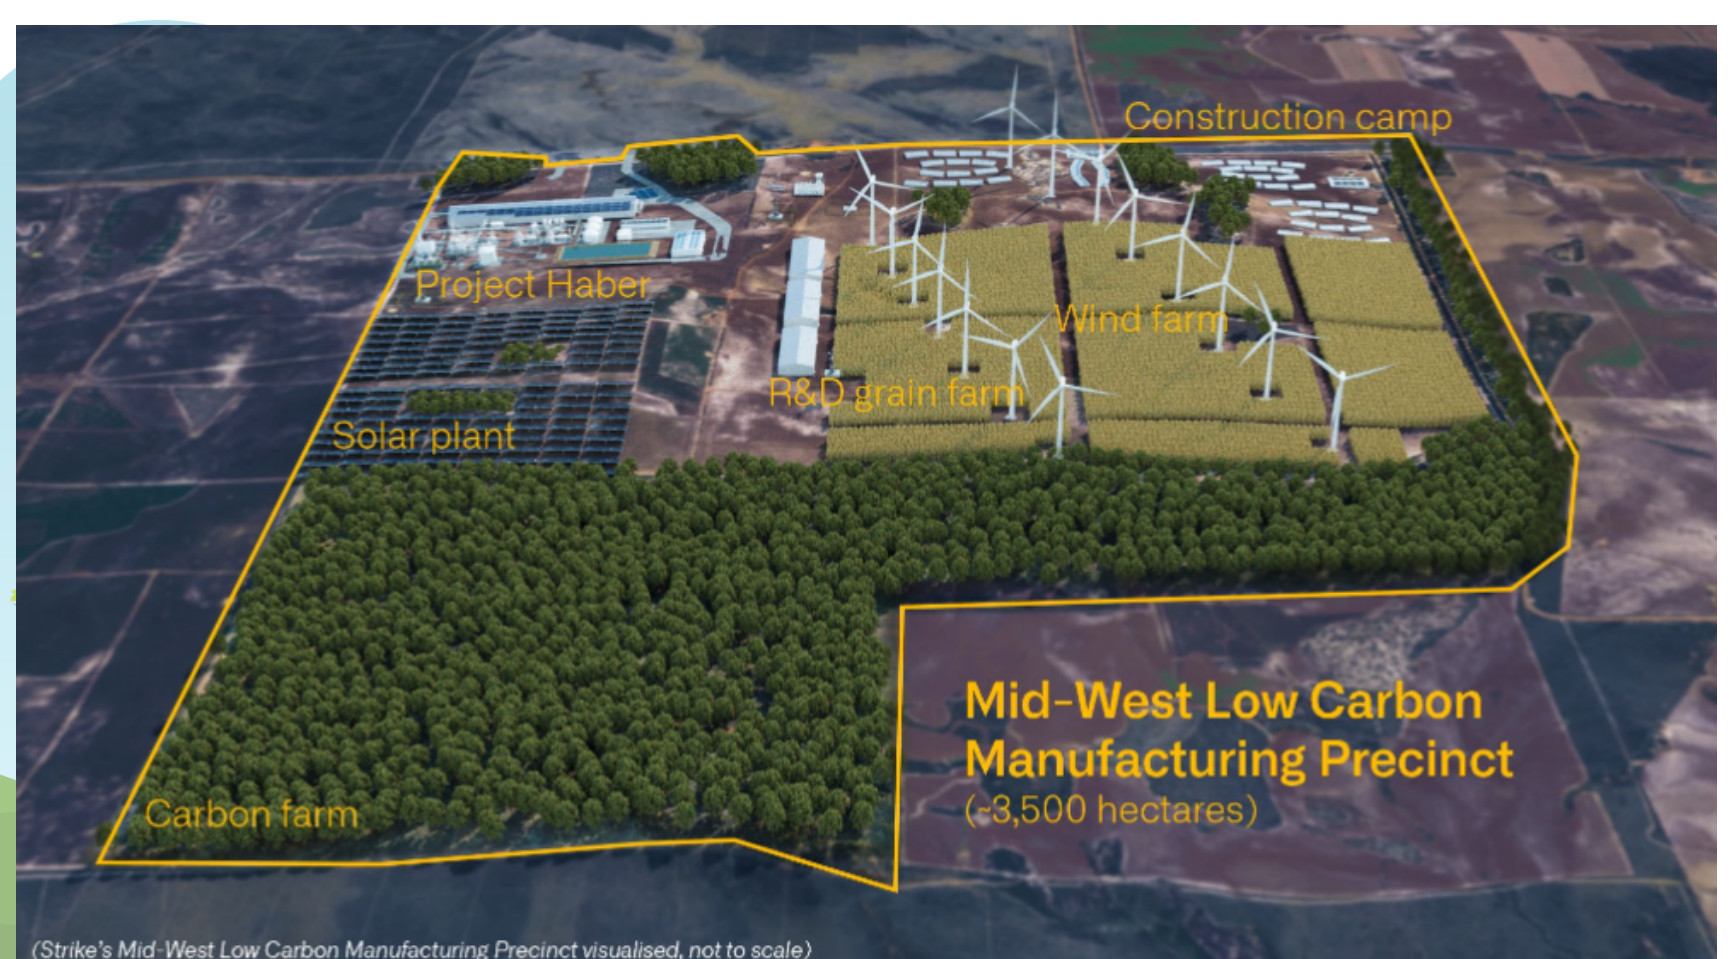 Construction camp
Project Haber
Wind farm
R&D grain farm
Solar plant
Mid-West Low Carbon
Manufacturing Precinct
(~3,500 hectares)
Carbon farm
(Strike's Mid-West Low Carbon Manufacturing Precinct visualised, not to scale)